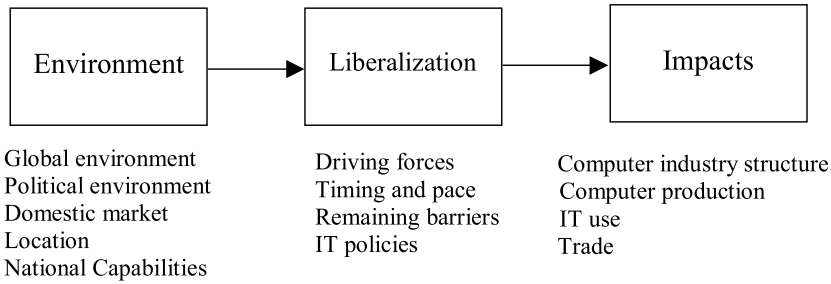 Environment
Liberalization
Impacts
Global environment
Political environment
Domestic market
Location
National Capabilities
Driving forces
Timing and pace
Remaining barriers
IT policies
Computer industry structure
Computer production
IT use
Trade